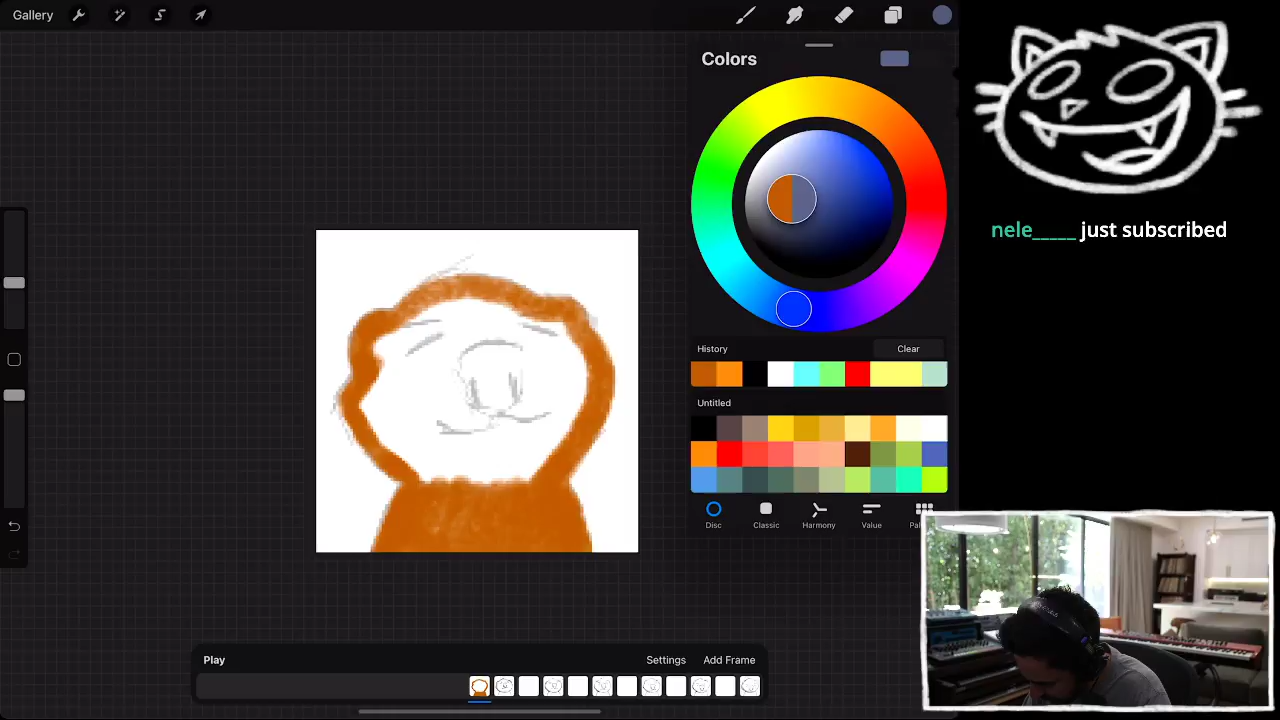 Gallery
Colors
nele_____ just subscribed
History
Clear
Untitled
Disc
Classic
Harmony
Value
Play
Settings
Add Frame